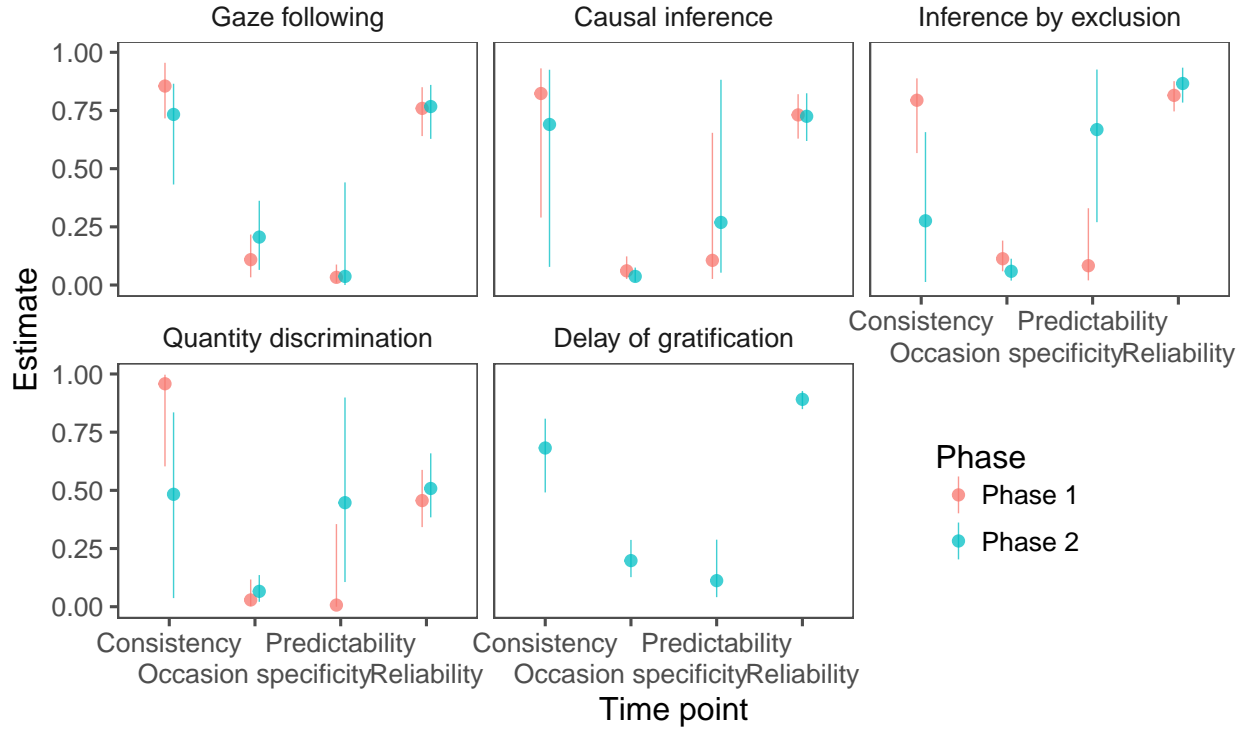 Gaze following
Causal inference
Inference by exclusion
1.00
0.75
0.50
0.25
0.00
Consistency
Predictability
Occasion specificity
Reliability
Estimate
Quantity discrimination
Delay of gratification
1.00
0.75
0.50
0.25
0.00
Consistency
Predictability
Consistency
Predictability
Occasion specificity
Reliability
Occasion specificity
Reliability
Time point
Phase
Phase 1
Phase 2